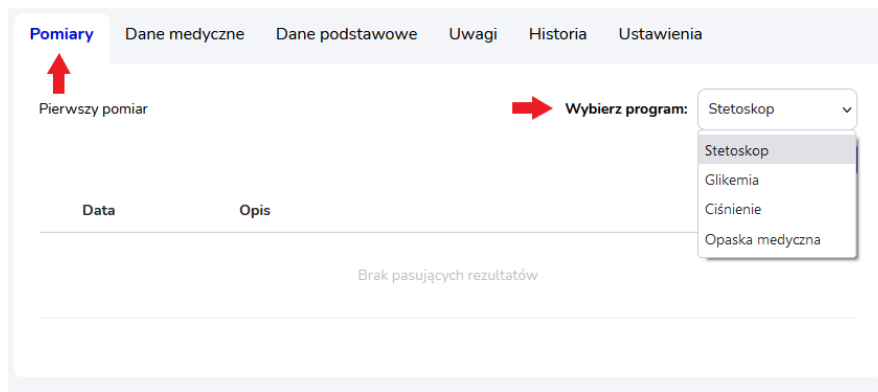 Pomiary Dane medyczne Dane podstawowe Uwagi Historia Ustawienia
Pierwszy pomiar Wybierz program: Stetoskop
Stetoskop
Glikemia
Ciśnienie
Opaska medyczna
Data Opis
Brak pasujących rezultatów